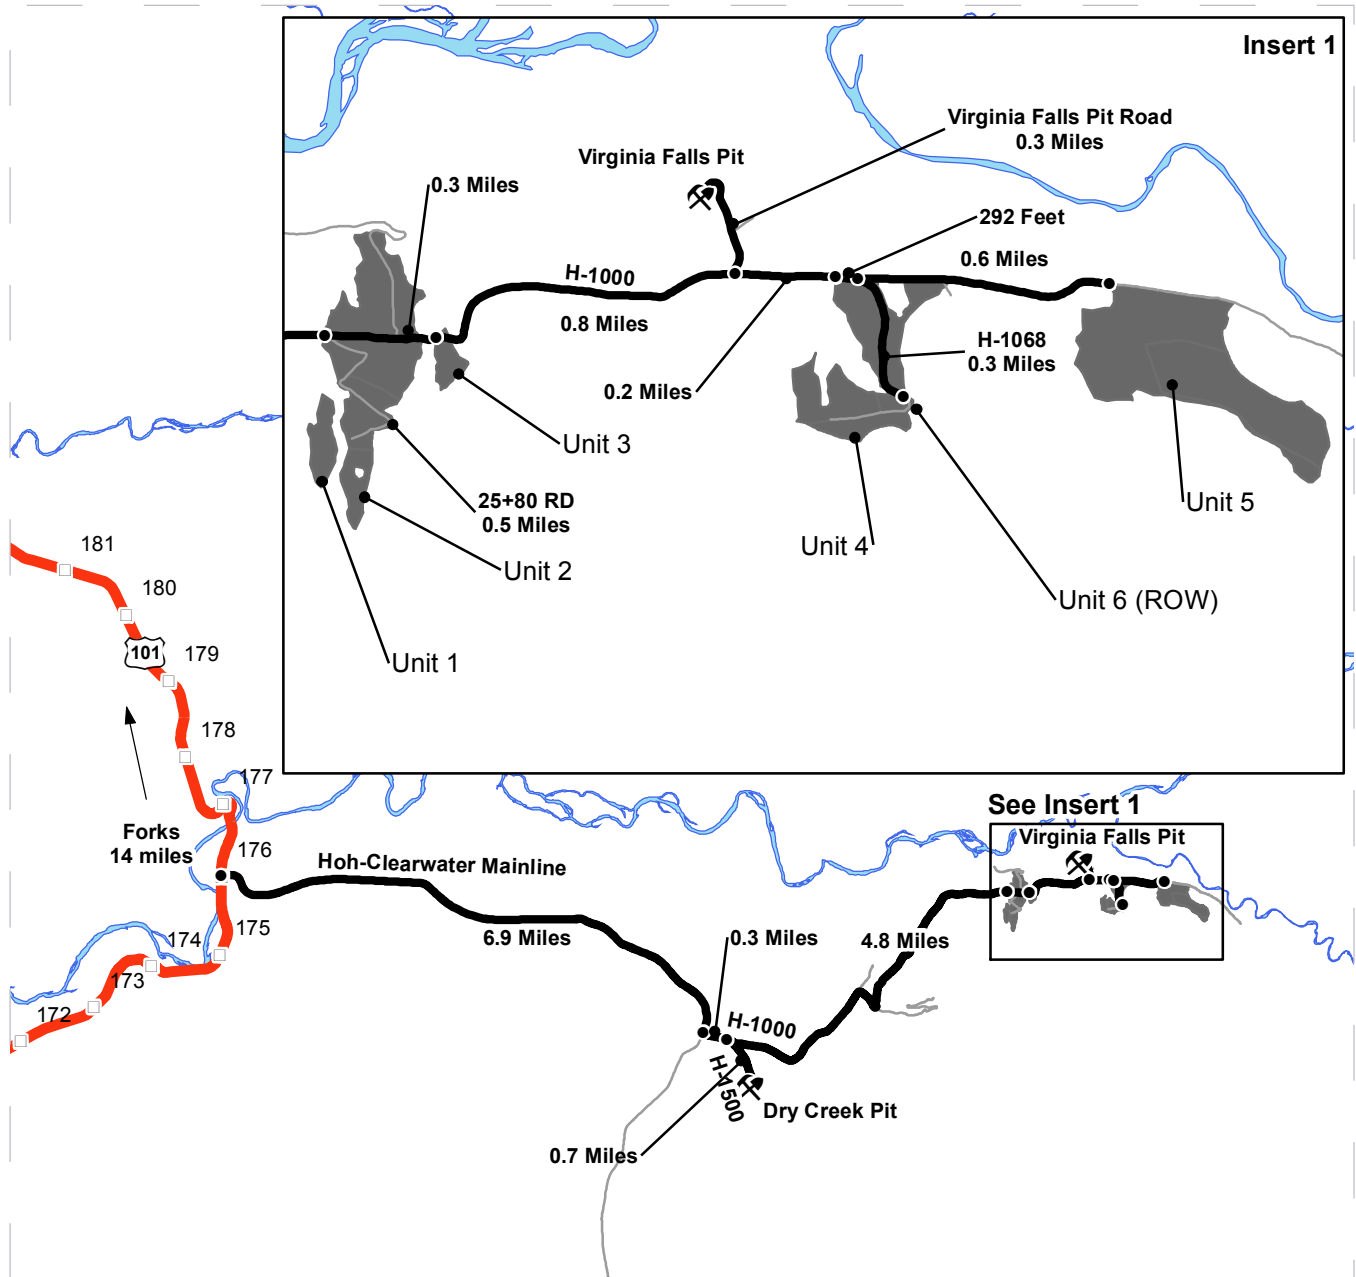 Insert 1
Virginia Falls Pit Road
0.3 Miles
Virginia Falls Pit
0.3 Miles
292 Feet
0.6 Miles
H-1000
0.8 Miles
H-1068
0.3 Miles
0.2 Miles
Unit 3
25+80 RD
0.5 Miles
Unit 5
Unit 4
Unit 2
Unit 6 (ROW)
Unit 1
181
180
101
179
178
177
See Insert 1
Forks
14 miles
176
Virginia Falls Pit
Hoh-Clearwater Mainline
175
174
6.9 Miles
0.3 Miles
4.8 Miles
173
172
H-1000
H-1500
Dry Creek Pit
0.7 Miles